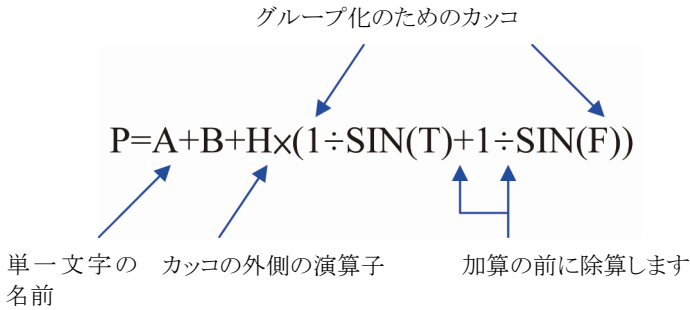 グループ化のためのカッコ
P=A+B+H×(1÷SIN(T)+1÷SIN(F))
単一文字の
名前
カッコの外側の演算子
加算の前に除算します